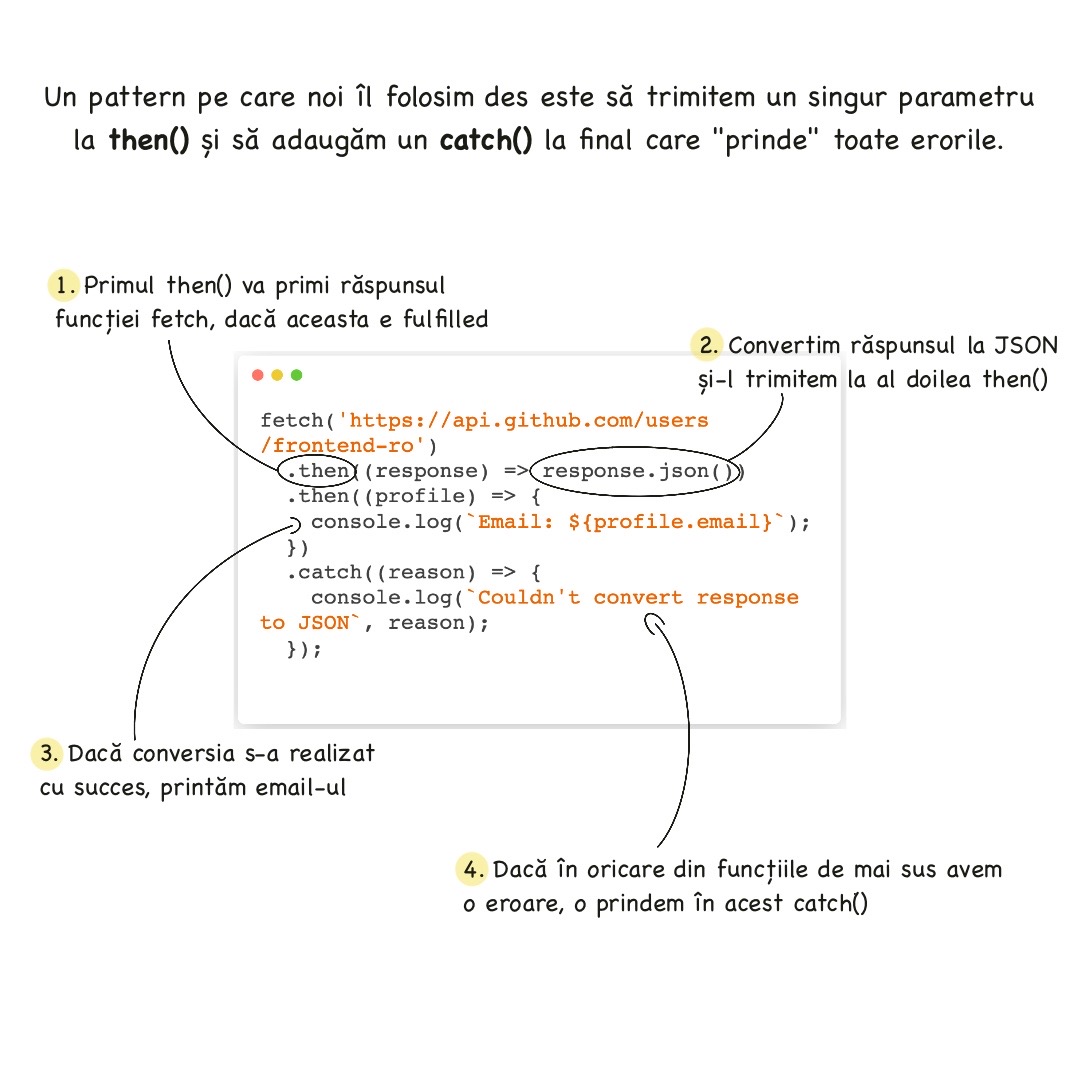 Un pattern pe care noi îl folosim des este să trimitem un singur parametru
la then() și să adaugăm un catch() la final care "prinde" toate erorile.
1. Primul then() va primi răspunsul
funcției fetch, dacă aceasta e fulfilled
2. Convertim răspunsul la JSON
și-l trimitem la al doilea then()
fetch('https://api.github.com/users
/frontend-ro')
.then((response) => response.json())
.then((profile) => {
console.log(`Email: ${profile.email}`);
})
.catch((reason) => {
console.log(`Couldn't convert response
to JSON`, reason);
});
3. Dacă conversia s-a realizat
cu succes, printăm email-ul
4. Dacă în oricare din funcțiile de mai sus avem
o eroare, o prindem în acest catch()